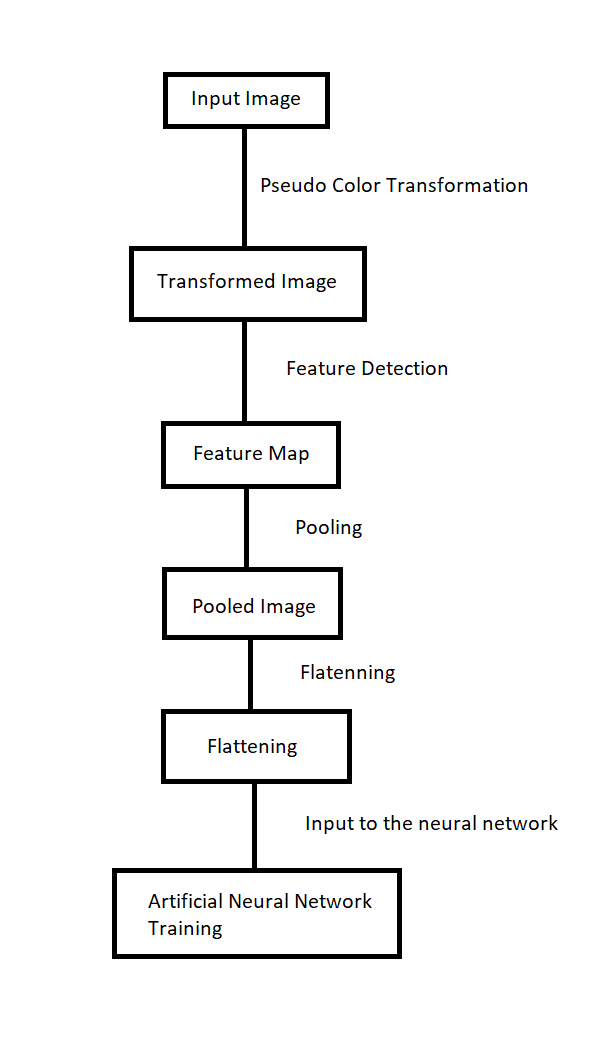 Input Image
Pseudo Color Transformation
Transformed Image
Feature Detection
Feature Map
Pooling
Pooled Image
Flatenning
Flattening
Input to the neural network
Artificial Neural Network
Training